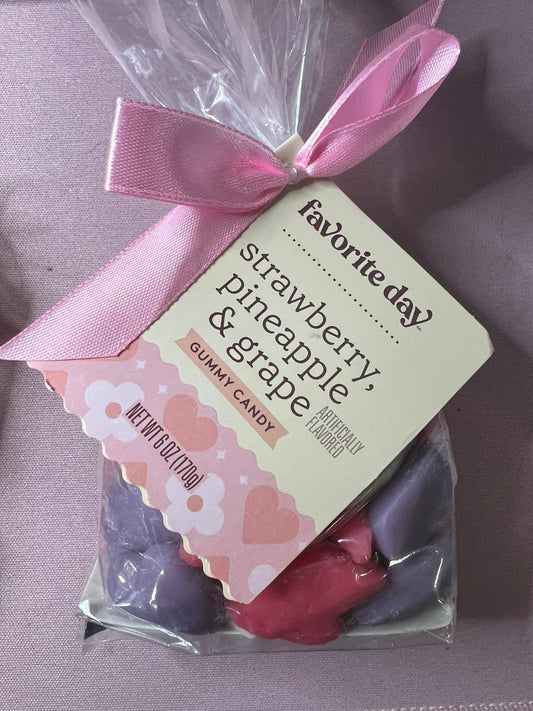 favorite day
strawberry,
pineapple
& grape
GUMMY CANDY
ARTIFICIALLY
FLAVORED
NET WT 6 OZ (170g)